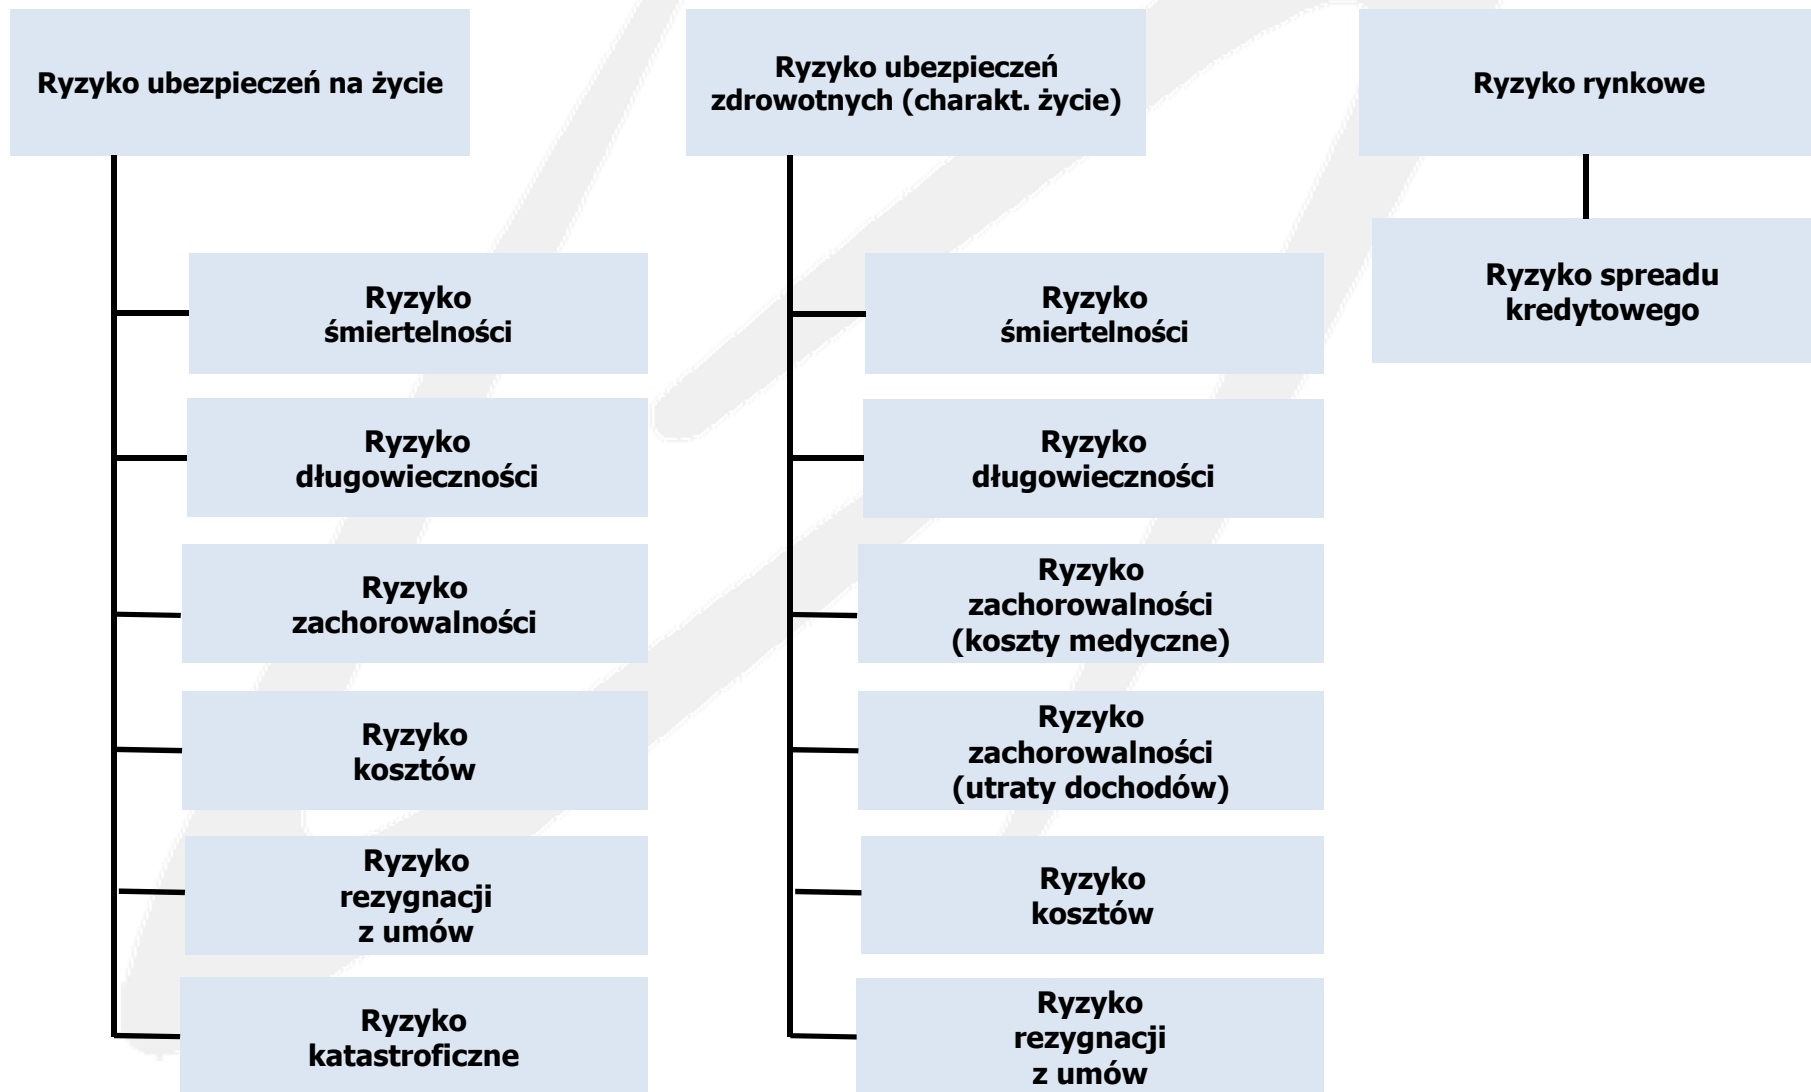 Ryzyko ubezpieczeń na życie
Ryzyko
śmiertelności
Ryzyko
długowieczności
Ryzyko
zachorowalności
Ryzyko
kosztów
Ryzyko
rezygnacji
z umów
Ryzyko
katastroficzne
Ryzyko ubezpieczeń
zdrowotnych (charakt. życie)
Ryzyko
śmiertelności
Ryzyko
długowieczności
Ryzyko
zachorowalności
(koszty medyczne)
Ryzyko
zachorowalności
(utraty dochodów)
Ryzyko
kosztów
Ryzyko
rezygnacji
z umów
Ryzyko rynkowe
Ryzyko spreadu
kredytowego